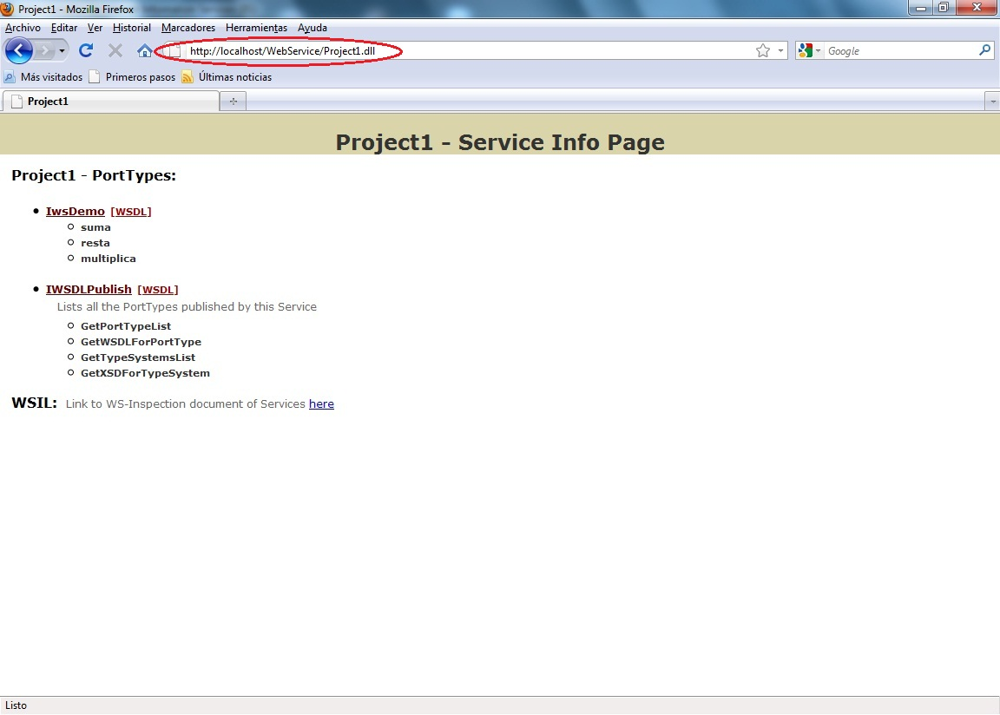 Project1 - Mozilla Firefox
Archivo Editar Ver Historial Marcadores Herramientas Ayuda
http://localhost/WebService/Project1.dll
Google
Más visitados Primeros pasos Últimas noticias
Project1
Project1 - Service Info Page
Project1 - PortTypes:
IwsDemo [WSDL]
suma
resta
multiplica
IWSDLPublish [WSDL]
Lists all the PortTypes published by this Service
GetPortTypeList
GetWSDLForPortType
GetTypeSystemsList
GetXSDForTypeSystem
WSIL: Link to WS-Inspection document of Services here
Listo